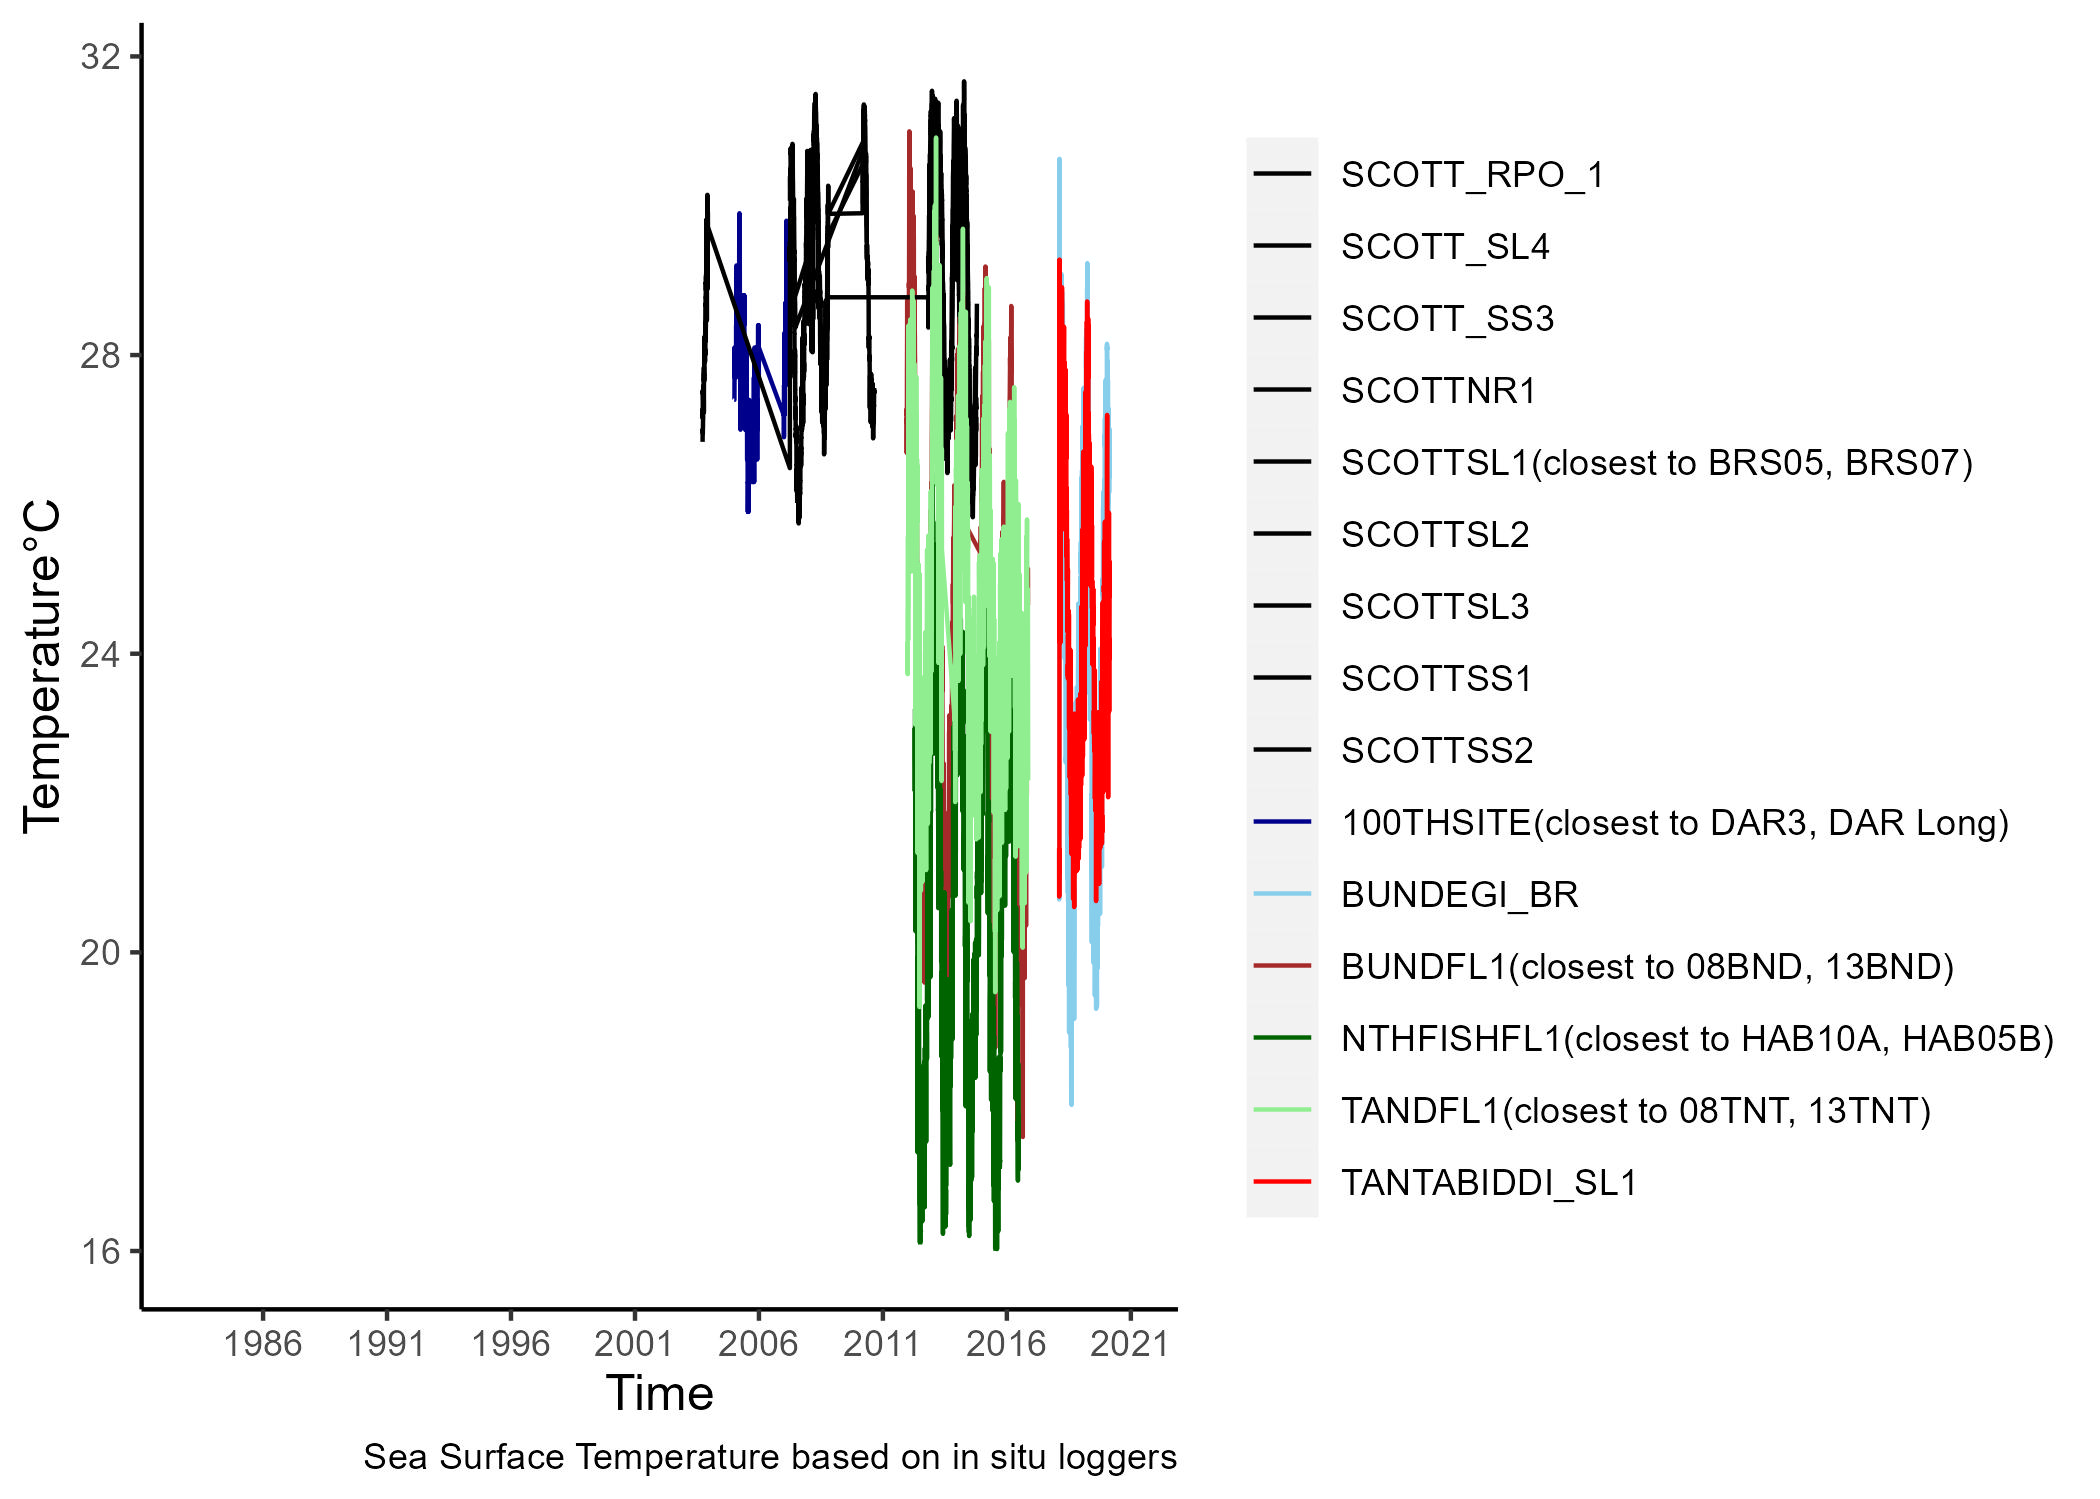 32
28
24
20
16
Temperature°C
1986 1991 1996 2001 2006 2011 2016 2021
Time
Sea Surface Temperature based on in situ loggers
SCOTT_RPO_1
SCOTT_SL4
SCOTT_SS3
SCOTTNR1
SCOTTSL1(closest to BRS05, BRS07)
SCOTTSL2
SCOTTSL3
SCOTTSS1
SCOTTSS2
100THSITE(closest to DAR3, DAR Long)
BUNDEGI_BR
BUNDFL1(closest to 08BND, 13BND)
NTHFISHFL1(closest to HAB10A, HAB05B)
TANDFL1(closest to 08TNT, 13TNT)
TANTABIDDI_SL1